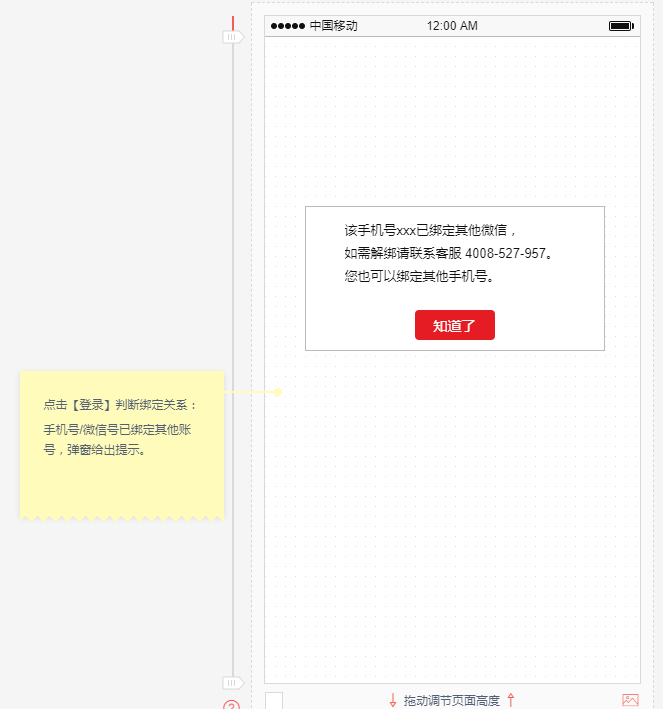 中国移动
12:00 AM
该手机号xxx已绑定其他微信，
如需解绑请联系客服 4008-527-957。
您也可以绑定其他手机号。
知道了
点击【登录】判断绑定关系：
手机号/微信号已绑定其他账
号，弹窗给出提示。
拖动调节页面高度